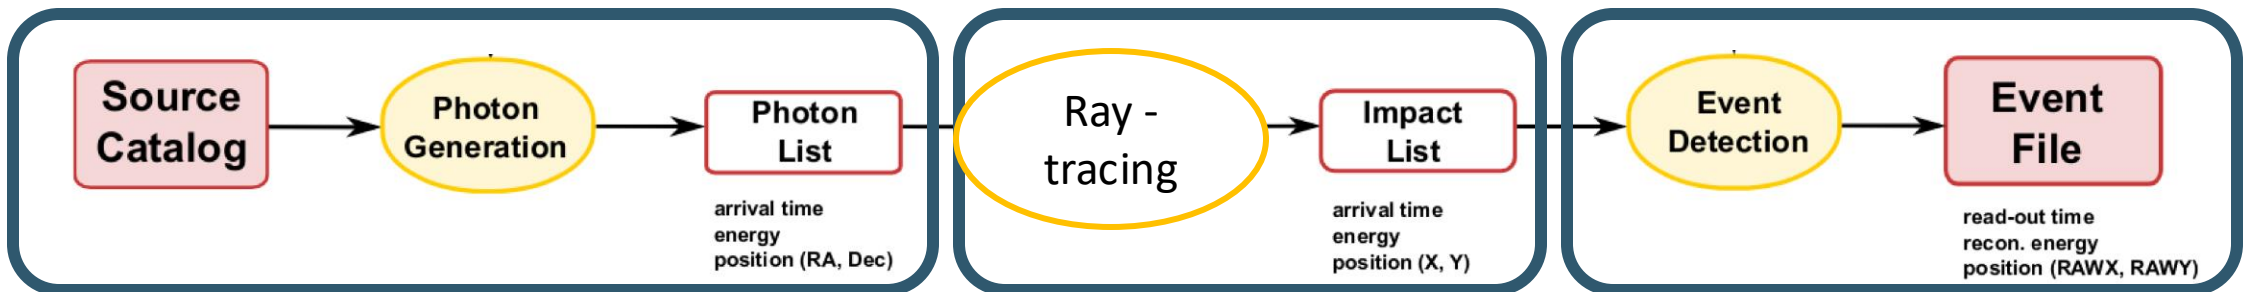 Source
Catalog
Photon
Generation
Photon
List
arrival time
energy
position (RA, Dec)
Ray -
tracing
Impact
List
arrival time
energy
position (X, Y)
Event
Detection
Event
File
read-out time
recon. energy
position (RAWX, RAWY)